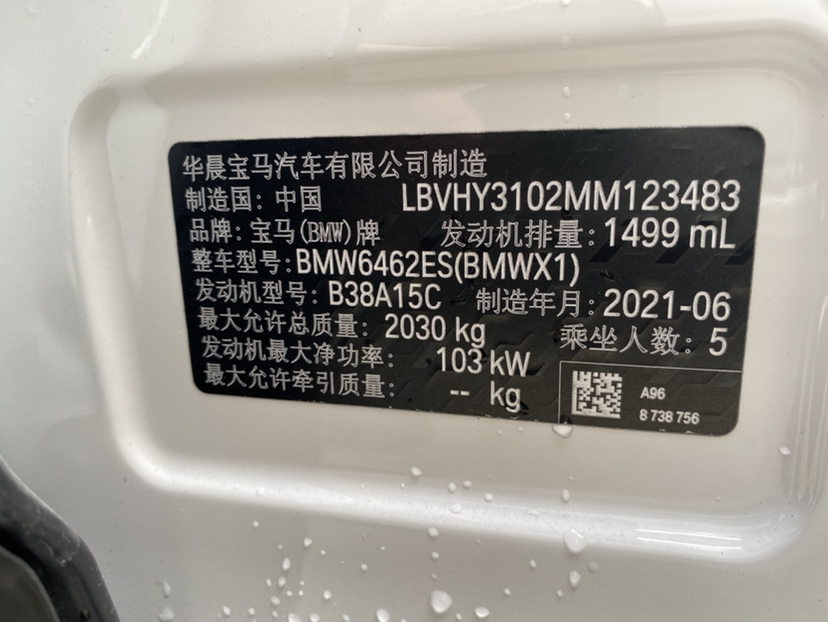 华晨宝马汽车有限公司制造
制造国: 中国 LBVHY3102MM123483
品牌: 宝马(BMW)牌 发动机排量: 1499 mL
整车型号: BMW6462ES(BMWX1)
发动机型号: B38A15C 制造年月: 2021-06
最大允许总质量: 2030 kg 乘坐人数: 5
发动机最大净功率: 103 kW
最大允许牵引质量: -- kg
A96
8 738 756